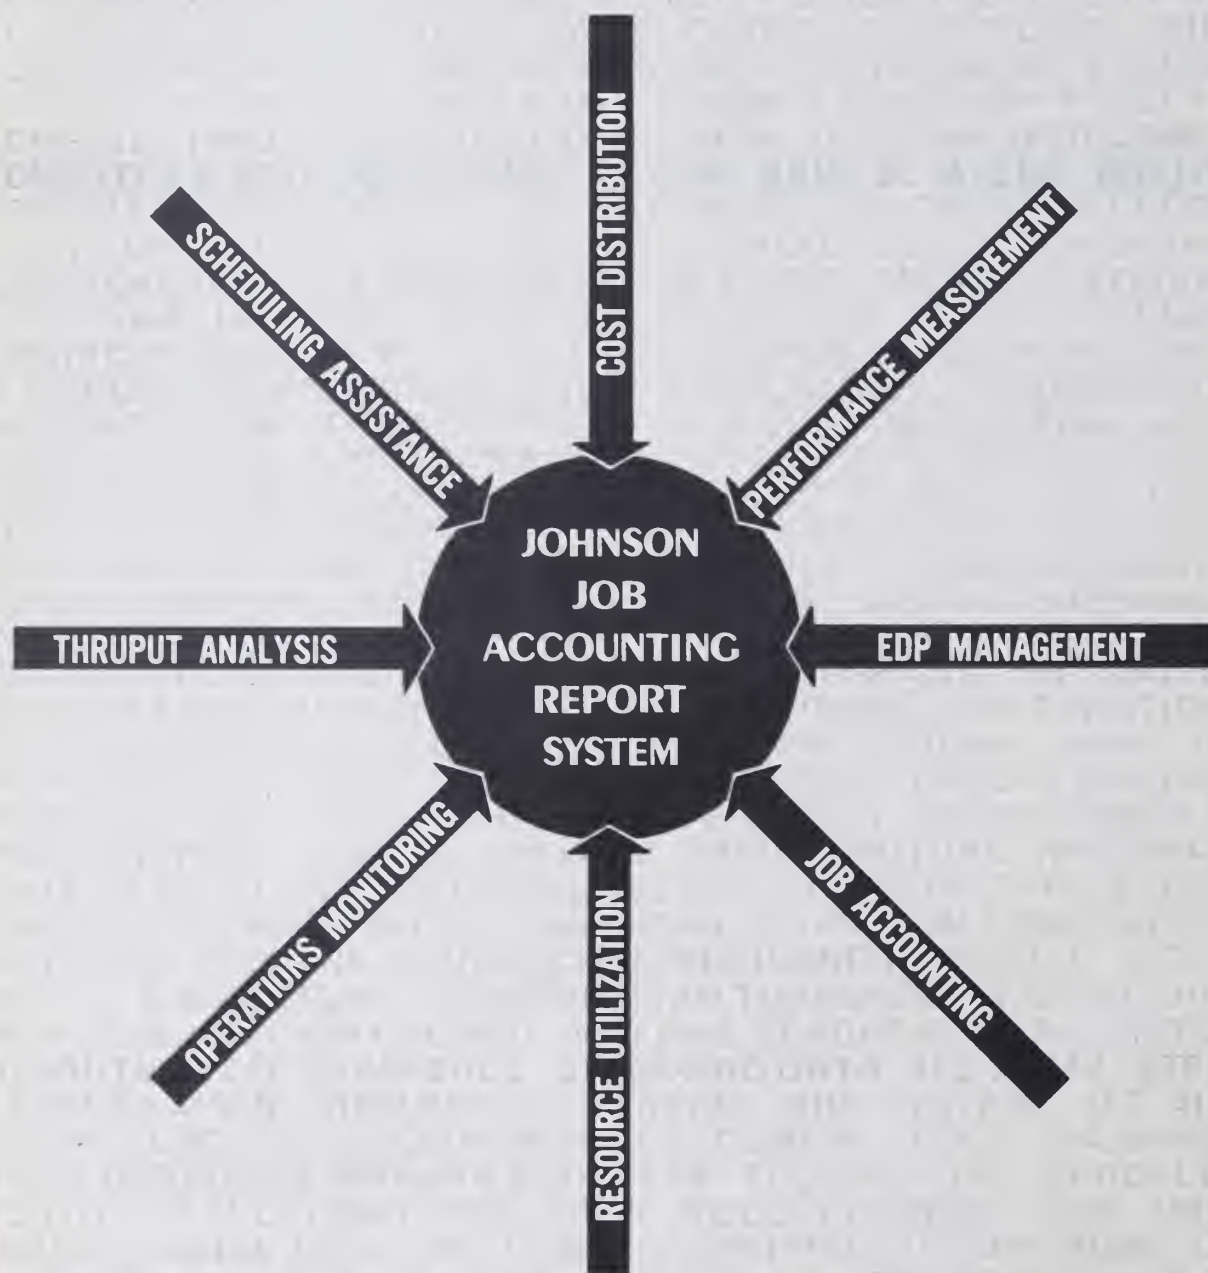 COST DISTRIBUTION
SCHEDULING ASSISTANCE
PERFORMANCE MEASUREMENT
JOHNSON
JOB
ACCOUNTING
REPORT
SYSTEM
THRUPUT ANALYSIS
EDP MANAGEMENT
OPERATIONS MONITORING
JOB ACCOUNTING
RESOURCE UTILIZATION